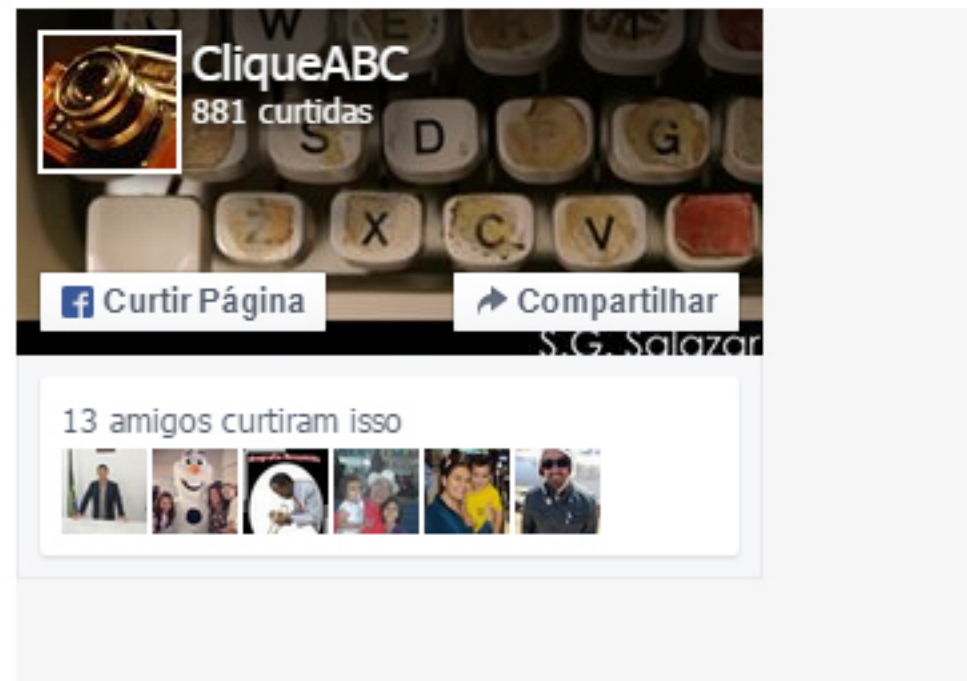 W E
CliqueABC
881 curtidas
S D G
Z X C V
Curtir Página
Compartilhar
S.G. Salazar
13 amigos curtiram isso